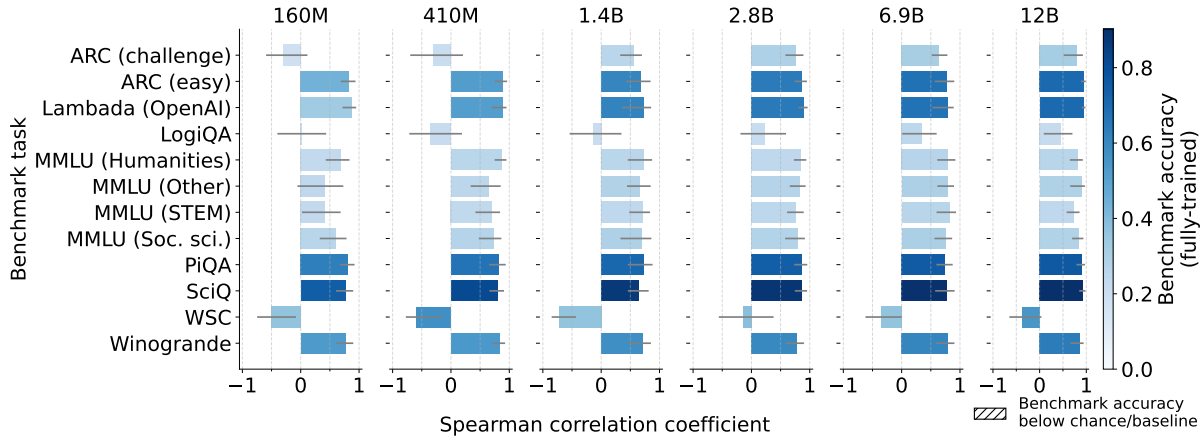 160M 410M 1.4B 2.8B 6.9B 12B
Benchmark task
ARC (challenge)
ARC (easy)
Lambada (OpenAI)
LogiQA
MMLU (Humanities)
MMLU (Other)
MMLU (STEM)
MMLU (Soc. sci.)
PiQA
SciQ
WSC
Winogrande
−1 0 1 −1 0 1 −1 0 1 −1 0 1 −1 0 1 −1 0 1
Spearman correlation coefficient
0.8
0.6
0.4
0.2
0.0
Benchmark accuracy
(fully-trained)
Benchmark accuracy
below chance/baseline